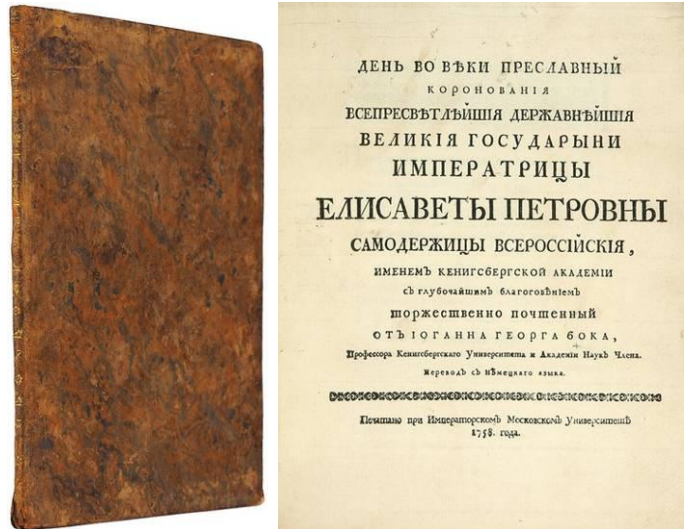 ДЕНЬ ВО ВѢКИ ПРЕСЛАВНЫЙ
КОРОНОВАНІЯ
ВСЕПРЕСВѢТЛѢЙШІЯ ДЕРЖАВНѢЙШІЯ
ВЕЛИКІЯ ГОСУДАРЫНИ
ИМПЕРАТРИЦЫ
ЕЛИСАВЕТЫ ПЕТРОВНЫ
САМОДЕРЖИЦЫ ВСЕРОССІЙСКІЯ,
ИМЕНЕМЪ КЕНИГСБЕРГСКОЙ АКАДЕМІИ
съ глубочайшимъ благоговѣніемъ
торжественно почтенный
ОТЪ ІОГАННА ГЕОРГА БОКА,
Профессора Кенигсбергскаго Университета и Академіи Наукъ Члена.
Переводъ съ Нѣмецкаго языка.
Печатано при Императорскомъ Московскомъ Университетѣ
1758. года.